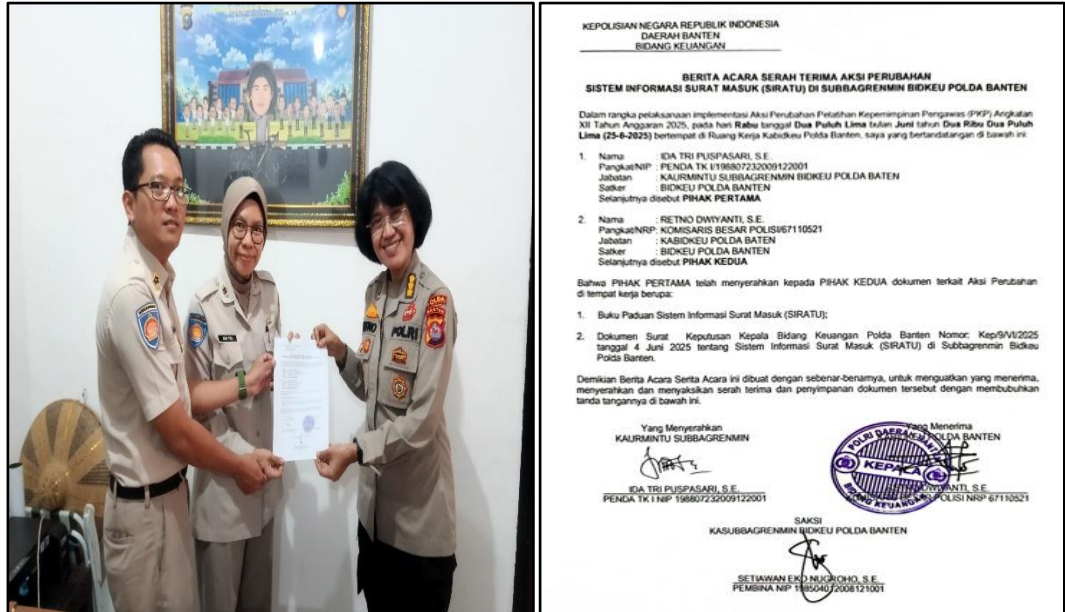 POLRI
KEPOLISIAN NEGARA REPUBLIK INDONESIA
DAERAH BANTEN
BIDANG KEUANGAN
BERITA ACARA SERAH TERIMA AKSI PERUBAHAN
SISTEM INFORMASI SURAT MASUK (SIRATU) DI SUBBAGRENMIN BIDKEU POLDA BANTEN
Dalam rangka pelaksanaan implementasi Aksi Perubahan Pelatihan Kepemimpinan Pengawas (PKP) Angkatan
XII Tahun Anggaran 2025, pada hari Rabu tanggal Dua Puluh Lima bulan Juni tahun Dua Ribu Dua Puluh
Lima (25-6-2025) bertempat di Ruang Kerja Kabidkeu Polda Banten, saya yang bertandatangan di bawah ini:
1. Nama : IDA TRI PUSPASARI, S.E.
Pangkat/NIP : PENDA TK I/198807232009122001
Jabatan : KAURMINTU SUBBAGRENMIN BIDKEU POLDA BATEN
Satker : BIDKEU POLDA BANTEN
Selanjutnya disebut PIHAK PERTAMA
2. Nama : RETNO DWIYANTI, S.E.
Pangkat/NRP: KOMISARIS BESAR POLISI/67110521
Jabatan : KABIDKEU POLDA BATEN
Satker : BIDKEU POLDA BANTEN
Selanjutnya disebut PIHAK KEDUA
Bahwa PIHAK PERTAMA telah menyerahkan kepada PIHAK KEDUA dokumen terkait Aksi Perubahan
di tempat kerja berupa:
1. Buku Paduan Sistem Informasi Surat Masuk (SIRATU);
2. Dokumen Surat Keputusan Kepala Bidang Keuangan Polda Banten Nomor: Kep/9/VI/2025
tanggal 4 Juni 2025 tentang Sistem Informasi Surat Masuk (SIRATU) di Subbagrenmin Bidkeu
Polda Banten.
Demikian Berita Acara Serita Acara ini dibuat dengan sebenar-benarnya, untuk menguatkan yang menerima,
menyerahkan dan menyaksikan serah terima dan penyimpanan dokumen tersebut dengan membubuhkan
tanda tangannya di bawah ini.
Yang Menyerahkan
KAURMINTU SUBBAGRENMIN
IDA TRI PUSPASARI, S.E.
PENDA TK I NIP 198807232009122001
Yang Menerima
POLDA BANTEN
POLRI DAERAH BANTEN
KEPALA
BIDANG KEUANGAN
S.E.
POLISI NRP 67110521
SAKSI
KASUBBAGRENMIN BIDKEU POLDA BANTEN
SETIAWAN EKO NUGROHO, S.E.
PEMBINA NIP 198504032008121001